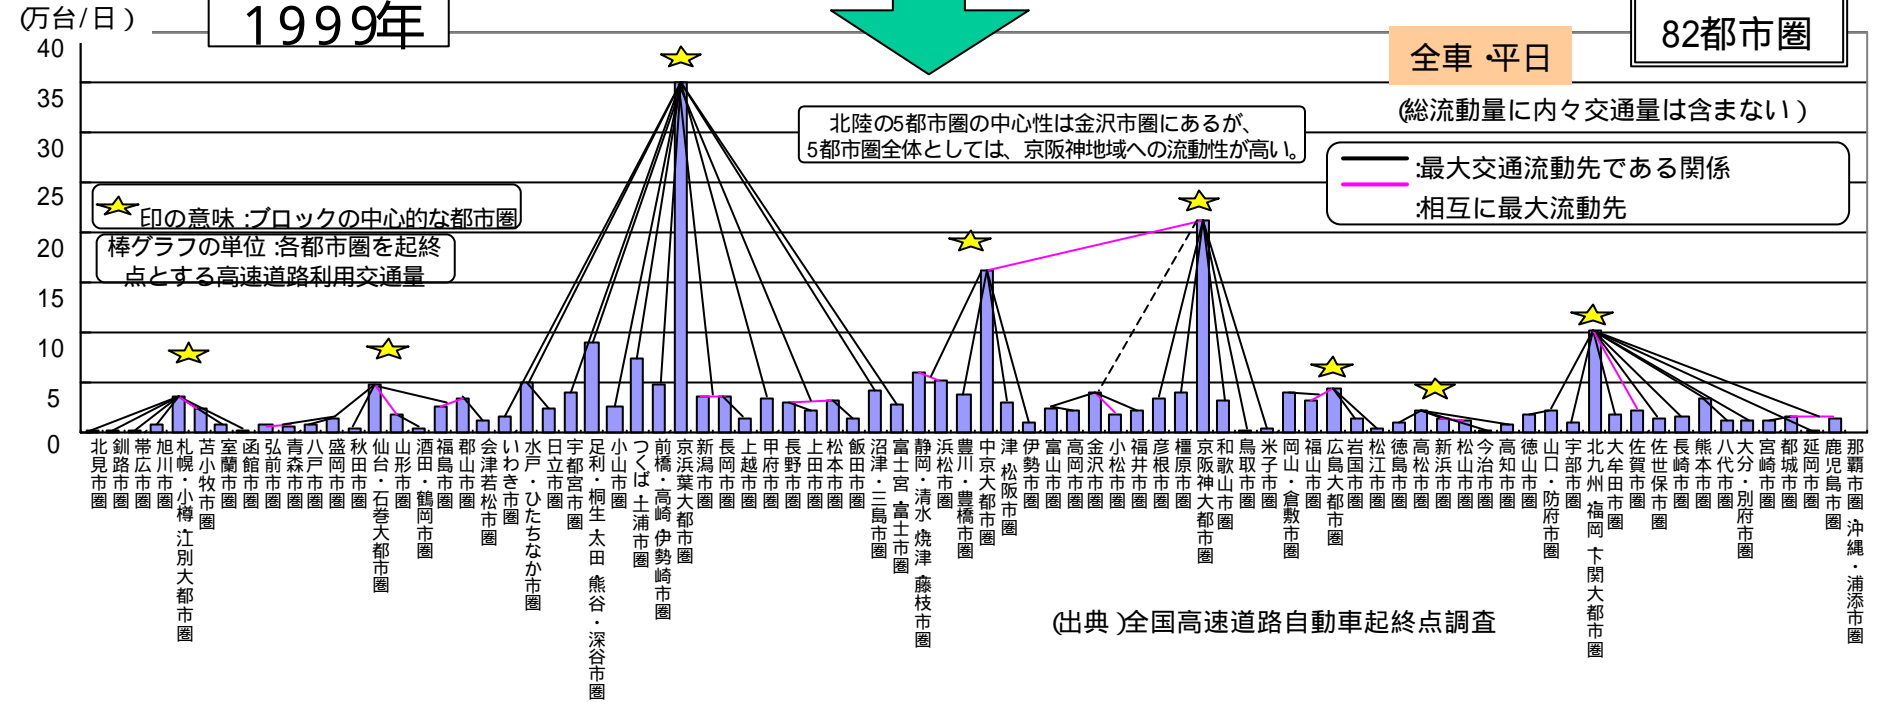 (万台/日)
1999年
82都市圏
全車・平日
(総流動量に内々交通量は含まない)
40
35
30
25
20
15
10
5
0
北陸の5都市圏の中心性は金沢市圏にあるが、
5都市圏全体としては、京阪神地域への流動性が高い。
:最大交通流動先である関係
:相互に最大流動先
印の意味:ブロックの中心的な都市圏
棒グラフの単位:各都市圏を起終
点とする高速道路利用交通量
北見市圏
釧路市圏
帯広市圏
旭川市圏
札幌・小樽・江別大都市圏
苫小牧市圏
室蘭市圏
函館市圏
弘前市圏
青森市圏
八戸市圏
盛岡市圏
秋田市圏
仙台・石巻大都市圏
山形市圏
酒田・鶴岡市圏
福島市圏
郡山市圏
会津若松市圏
いわき市圏
水戸・ひたちなか市圏
日立市圏
宇都宮市圏
足利・桐生・太田・熊谷・深谷市圏
小山市圏
つくば・土浦市圏
前橋・高崎・伊勢崎市圏
京浜葉大都市圏
新潟市圏
長岡市圏
上越市圏
甲府市圏
長野市圏
上田市圏
松本市圏
飯田市圏
沼津・三島市圏
富士宮・富士市圏
静岡・清水・焼津・藤枝市圏
浜松市圏
豊川・豊橋市圏
中京大都市圏
津・松阪市圏
伊勢市圏
富山市圏
高岡市圏
金沢市圏
小松市圏
福井市圏
彦根市圏
橿原市圏
京阪神大都市圏
和歌山市圏
鳥取市圏
米子市圏
岡山・倉敷市圏
福山市圏
広島大都市圏
岩国市圏
松江市圏
徳島市圏
高松市圏
新浜市圏
松山市圏
今治市圏
高知市圏
徳山市圏
山口・防府市圏
宇部市圏
北九州・福岡・下関大都市圏
大牟田市圏
佐賀市圏
佐世保市圏
長崎市圏
熊本市圏
八代市圏
大分・別府市圏
宮崎市圏
都城市圏
延岡市圏
鹿児島市圏
那覇市圏・沖縄・浦添市圏
(出典)全国高速道路自動車起終点調査